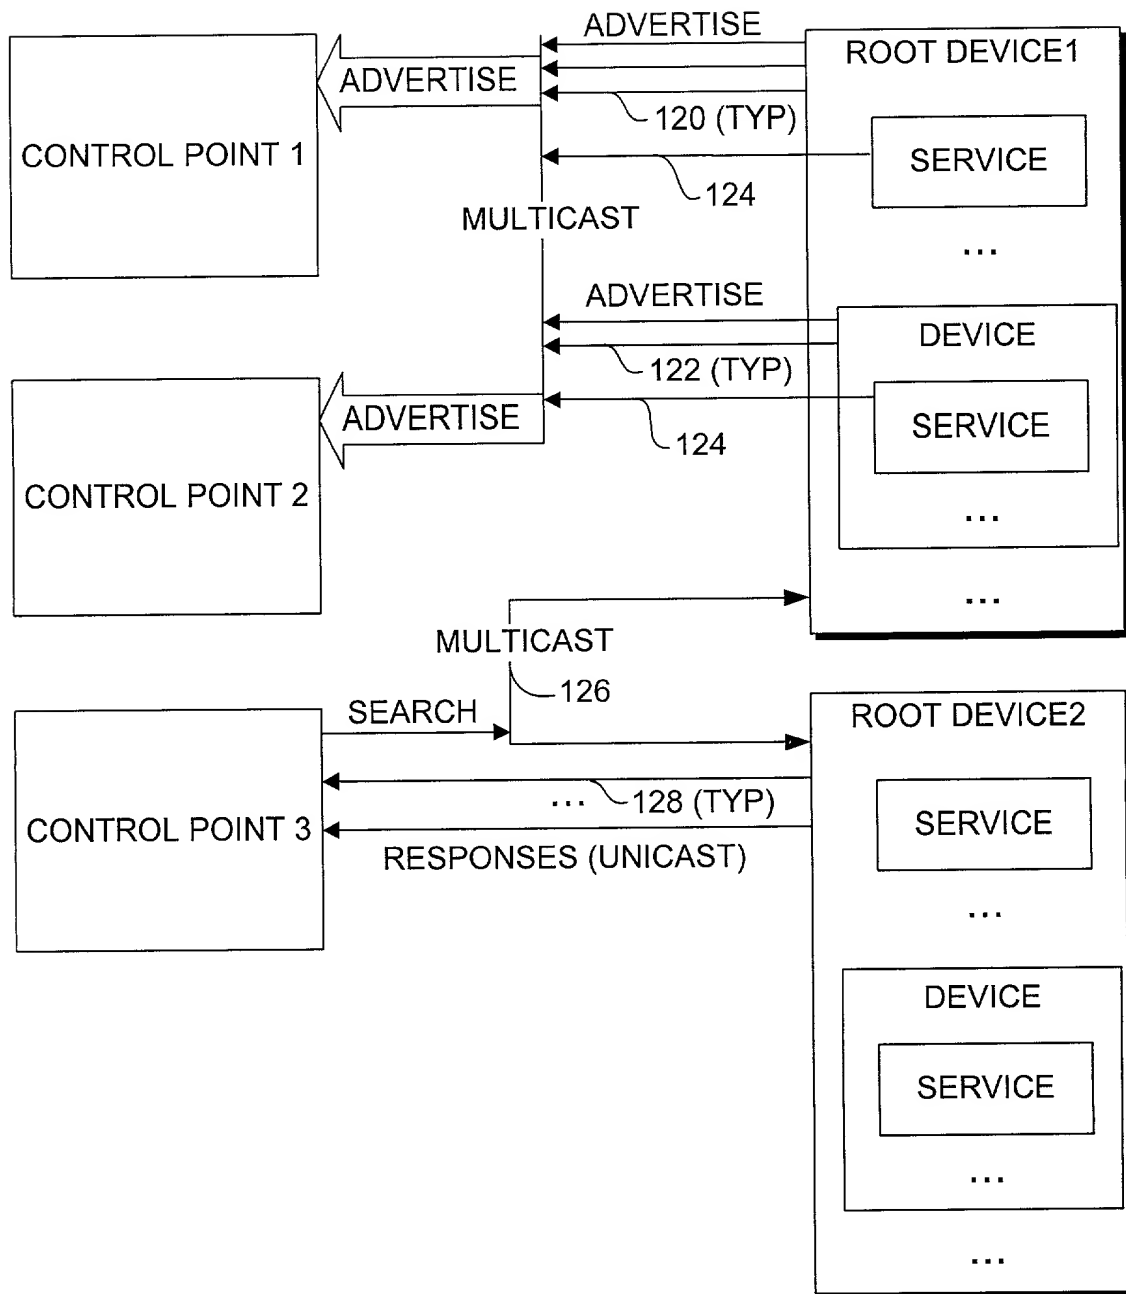 ADVERTISE
ROOT DEVICE1
ADVERTISE
120 (TYP)
CONTROL POINT 1
SERVICE
124
MULTICAST
...
ADVERTISE
DEVICE
122 (TYP)
ADVERTISE
SERVICE
124
CONTROL POINT 2
...
...
MULTICAST
126
SEARCH
ROOT DEVICE2
128 (TYP)
...
CONTROL POINT 3
SERVICE
RESPONSES (UNICAST)
...
DEVICE
SERVICE
...
...